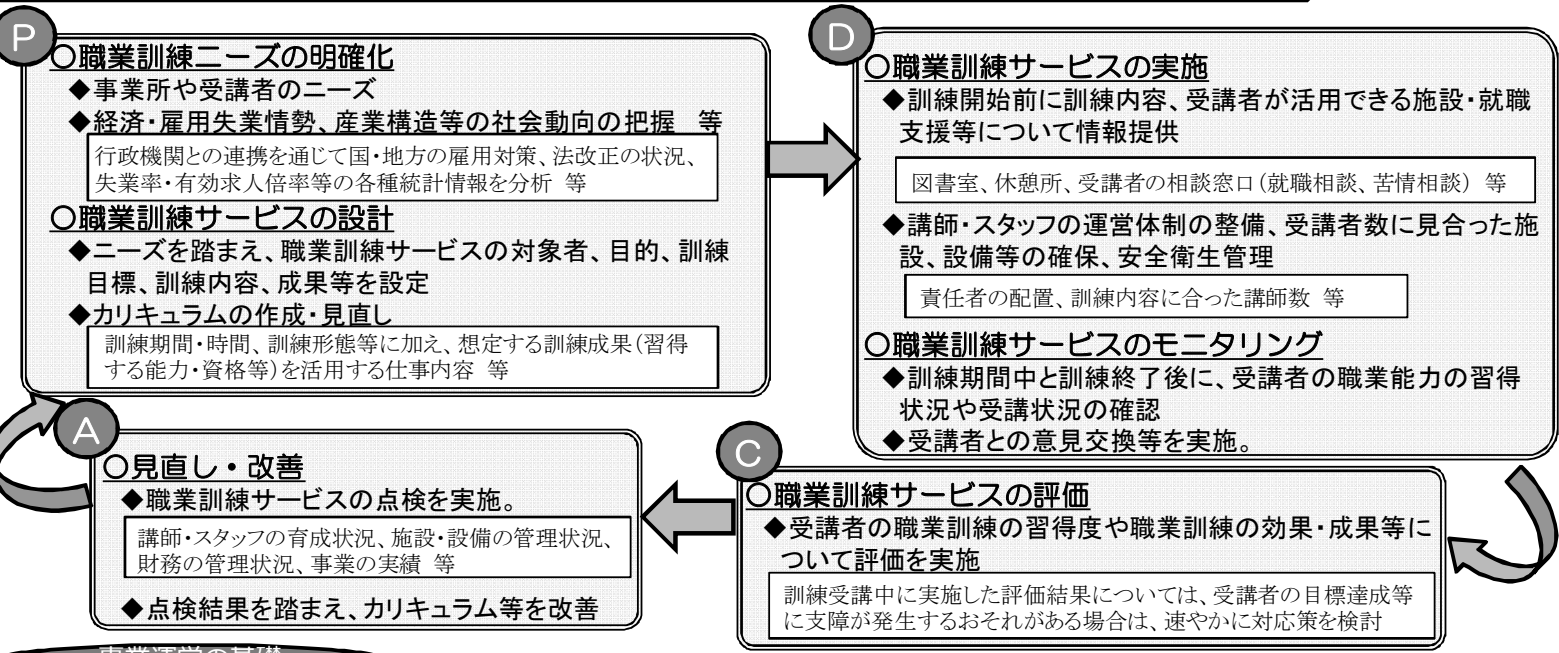 P
○職業訓練ニーズの明確化
◆事業所や受講者のニーズ
◆経済・雇用失業情勢、産業構造等の社会動向の把握　等
行政機関との連携を通じて国・地方の雇用対策、法改正の状況、
失業率・有効求人倍率等の各種統計情報を分析 等
○職業訓練サービスの設計
◆ニーズを踏まえ、職業訓練サービスの対象者、目的、訓練
目標、訓練内容、成果等を設定
◆カリキュラムの作成・見直し
訓練期間・時間、訓練形態等に加え、想定する訓練成果（習得
する能力・資格等）を活用する仕事内容 等
D
○職業訓練サービスの実施
◆訓練開始前に訓練内容、受講者が活用できる施設・就職
支援等について情報提供
図書室、休憩所、受講者の相談窓口（就職相談、苦情相談） 等
◆講師・スタッフの運営体制の整備、受講者数に見合った施
設、設備等の確保、安全衛生管理
責任者の配置、訓練内容に合った講師数 等
○職業訓練サービスのモニタリング
◆訓練期間中と訓練終了後に、受講者の職業能力の習得
状況や受講状況の確認
◆受講者との意見交換等を実施。
C
○職業訓練サービスの評価
◆受講者の職業訓練の習得度や職業訓練の効果・成果等に
ついて評価を実施
訓練受講中に実施した評価結果については、受講者の目標達成等
に支障が発生するおそれがある場合は、速やかに対応策を検討
A
○見直し・改善
◆職業訓練サービスの点検を実施。
講師・スタッフの育成状況、施設・設備の管理状況、
財務の管理状況、事業の実績 等
◆点検結果を踏まえ、カリキュラム等を改善
事業運営の基礎